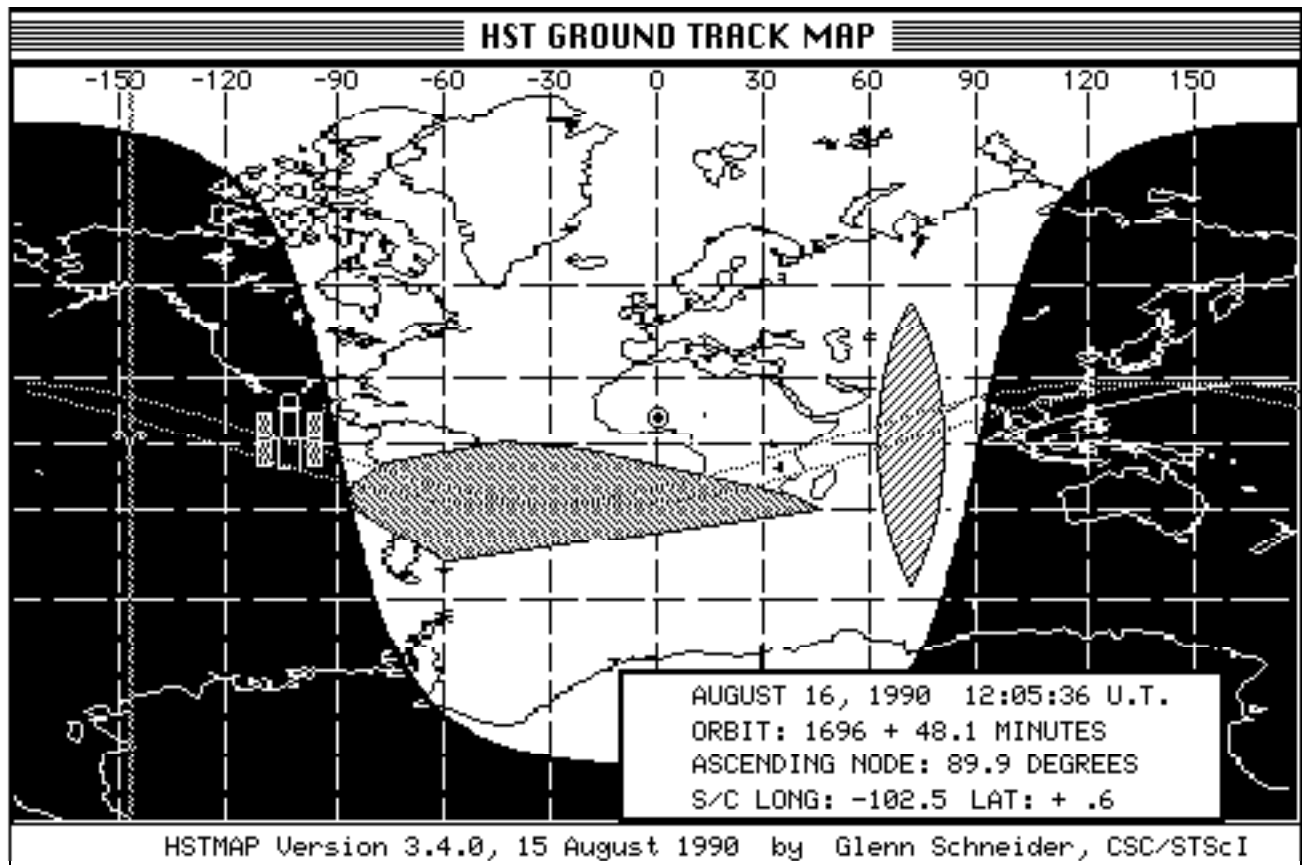 HST GROUND TRACK MAP
-150 -120 -90 -60 -30 0 30 60 90 120 150
AUGUST 16, 1990 12:05:36 U.T.
ORBIT: 1696 + 48.1 MINUTES
ASCENDING NODE: 89.9 DEGREES
S/C LONG: -102.5 LAT: + .6
HSTMAP Version 3.4.0, 15 August 1990 by Glenn Schneider, CSC/STScI